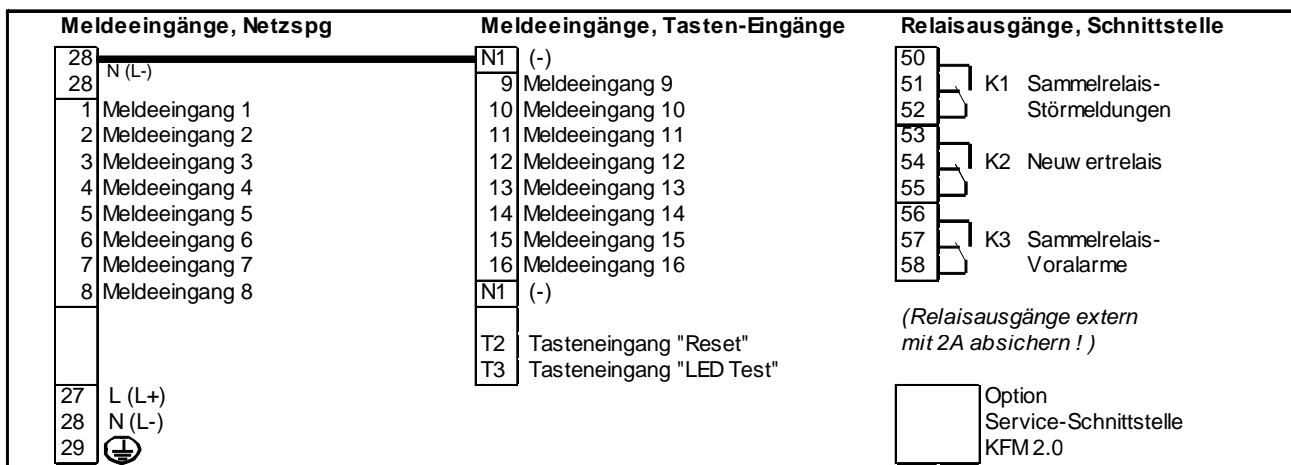 Meldeeingänge, Netzspg
28
N (L-)
28
1 Meldeeingang 1
2 Meldeeingang 2
3 Meldeeingang 3
4 Meldeeingang 4
5 Meldeeingang 5
6 Meldeeingang 6
7 Meldeeingang 7
8 Meldeeingang 8
27 L (L+)
28 N (L-)
29
Meldeeingänge, Tasten-Eingänge
N1 (-)
9 Meldeeingang 9
10 Meldeeingang 10
11 Meldeeingang 11
12 Meldeeingang 12
13 Meldeeingang 13
14 Meldeeingang 14
15 Meldeeingang 15
16 Meldeeingang 16
N1 (-)
T2 Tasteneingang "Reset"
T3 Tasteneingang "LED Test"
Relaisausgänge, Schnittstelle
50
51 K1 Sammelrelais-
52 Störmeldungen
53
54 K2 Neuw ertrelais
55
56
57 K3 Sammelrelais-
58 Voralarme
(Relaisausgänge extern
mit 2A absichern ! )
Option
Service-Schnittstelle
KFM 2.0